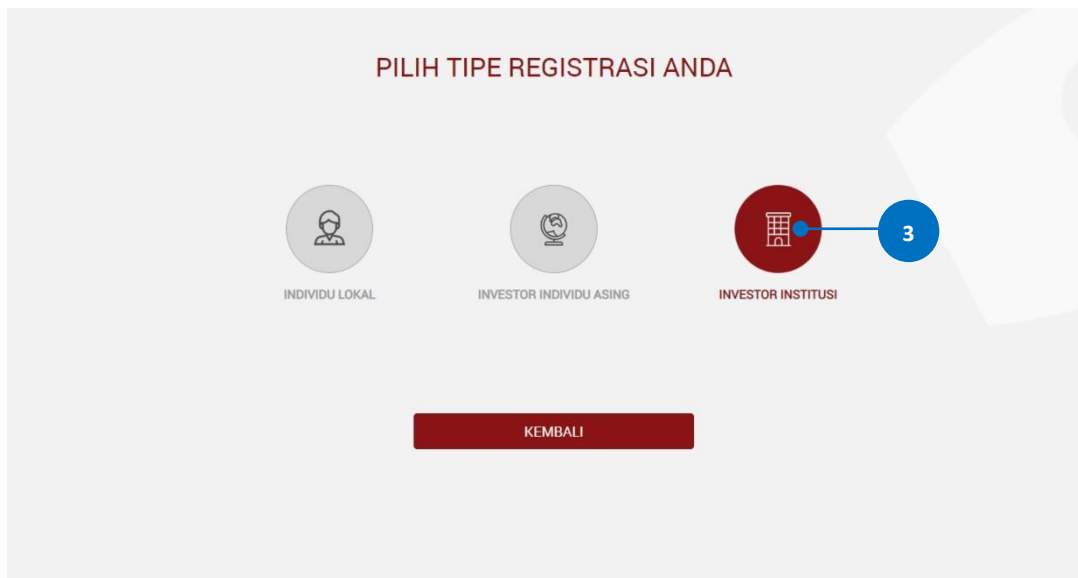 PILIH TIPE REGISTRASI ANDA
3
INDIVIDU LOKAL
INVESTOR INDIVIDU ASING
INVESTOR INSTITUSI
KEMBALI